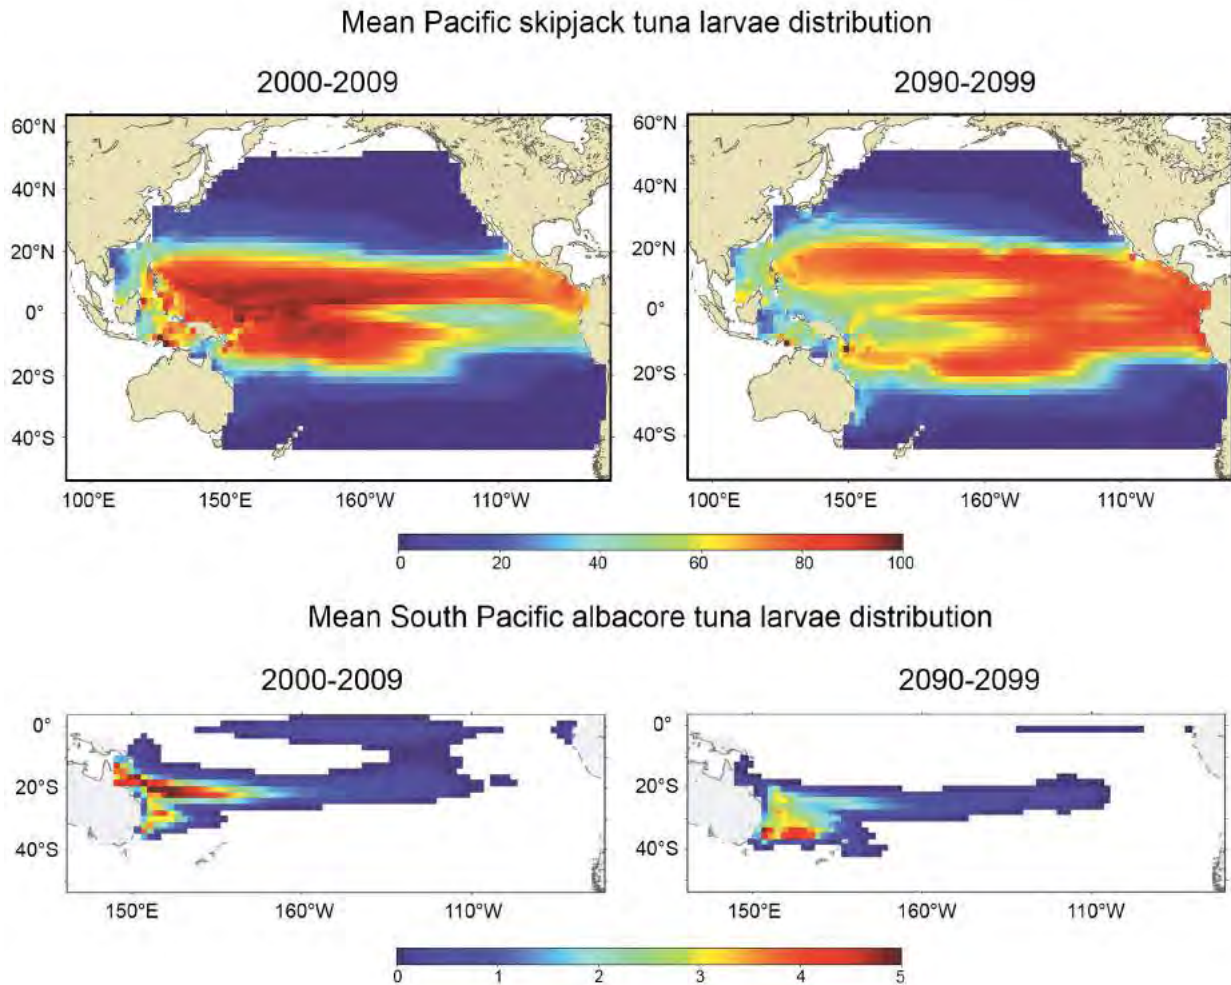 Mean Pacific skipjack tuna larvae distribution
2000-2009
2090-2099
60°N
40°N
20°N
0°
20°S
40°S
100°E 150°E 160°W 110°W
60°N
40°N
20°N
0°
20°S
40°S
100°E 150°E 160°W 110°W
0 20 40 60 80 100
Mean South Pacific albacore tuna larvae distribution
2000-2009
2090-2099
0°
20°S
40°S
150°E 160°W 110°W
0°
20°S
40°S
150°E 160°W 110°W
0 1 2 3 4 5